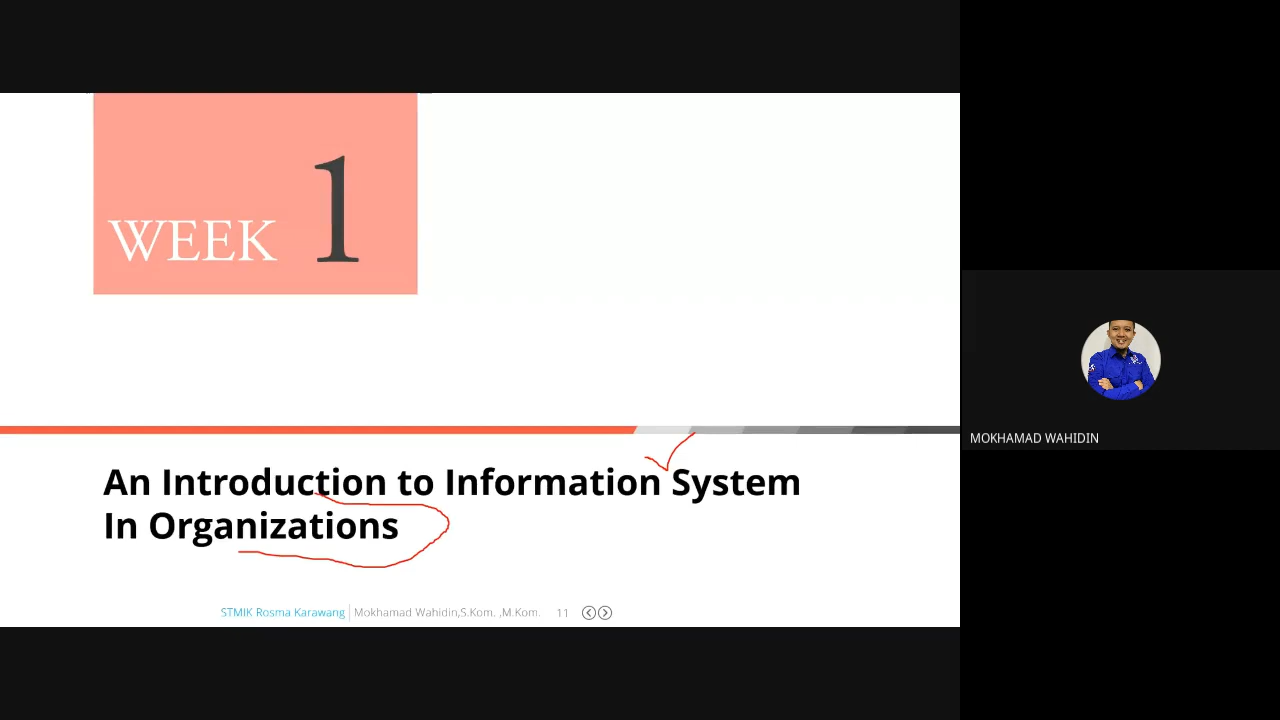 WEEK 1
An Introduction to Information System
In Organizations
STMIK Rosma Karawang Mokhamad Wahidin,S.Kom. ,M.Kom. 11
MOKHAMAD WAHIDIN